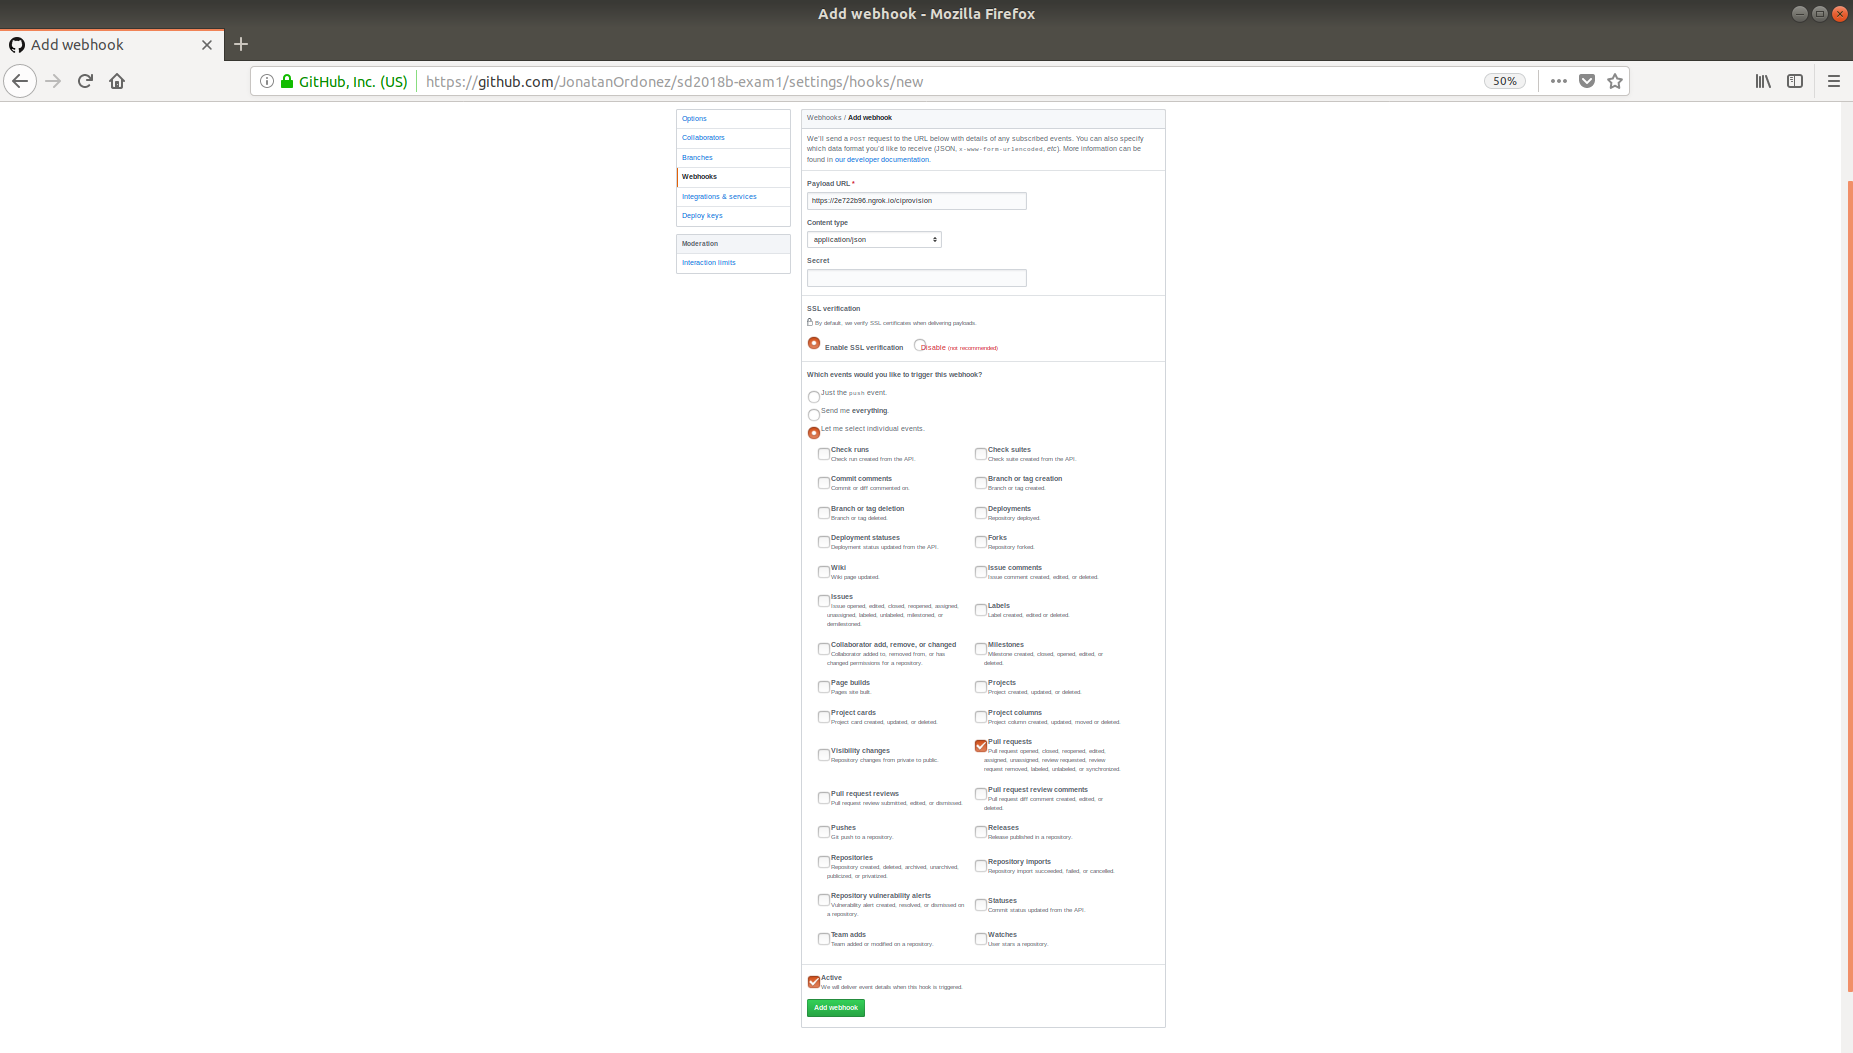 Add webhook - Mozilla Firefox
Add webhook
GitHub, Inc. (US)
https://github.com/JonatanOrdonez/sd2018b-exam1/settings/hooks/new
50%
Options
Collaborators
Branches
Webhooks
Integrations & services
Deploy keys
Moderation
Interaction limits
Webhooks / Add webhook
We'll send a POST request to the URL below with details of any subscribed events. You can also specify
which data format you'd like to receive (JSON, x-www-form-urlencoded, etc). More information can be
found in our developer documentation.
Payload URL *
https://2e722b96.ngrok.io/ciprovision
Content type
application/json
Secret
SSL verification
By default, we verify SSL certificates when delivering payloads.
Enable SSL verification Disable (not recommended)
Which events would you like to trigger this webhook?
Just the push event.
Send me everything.
Let me select individual events.
Check runs
Check run created from the API.
Check suites
Check suite created from the API.
Commit comments
Commit or diff commented on.
Branch or tag creation
Branch or tag created.
Branch or tag deletion
Branch or tag deleted.
Deployments
Repository deployed.
Deployment statuses
Deployment status updated from the API.
Forks
Repository forked.
Wiki
Wiki page updated.
Issue comments
Issue comment created, edited, or deleted.
Issues
Issue opened, edited, closed, reopened, assigned,
unassigned, labeled, unlabeled, milestoned, or
demilestoned.
Labels
Label created, edited or deleted.
Collaborator add, remove, or changed
Collaborator added to, removed from, or has
changed permissions for a repository.
Milestones
Milestone created, closed, opened, edited, or
deleted.
Page builds
Pages site built.
Projects
Project created, updated, or deleted.
Project cards
Project card created, updated, or deleted.
Project columns
Project column created, updated, moved or deleted.
Visibility changes
Repository changes from private to public.
Pull requests
Pull request opened, closed, reopened, edited,
assigned, unassigned, review requested, review
request removed, labeled, unlabeled, or synchronized.
Pull request reviews
Pull request review submitted, edited, or dismissed.
Pull request review comments
Pull request diff comment created, edited, or
deleted.
Pushes
Git push to a repository.
Releases
Release published in a repository.
Repositories
Repository created, deleted, archived, unarchived,
publicized, or privatized.
Repository imports
Repository import succeeded, failed, or cancelled.
Repository vulnerability alerts
Vulnerability alert created, resolved, or dismissed on
a repository.
Statuses
Commit status updated from the API.
Team adds
Team added or modified on a repository.
Watches
User stars a repository.
Active
We will deliver event details when this hook is triggered.
Add webhook